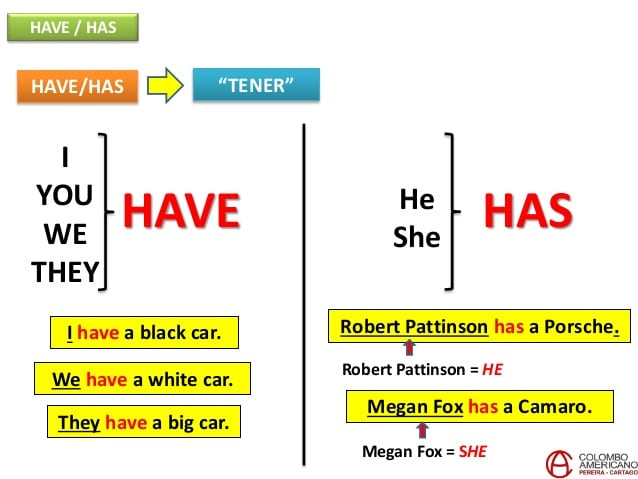 HAVE / HAS
HAVE/HAS
“TENER”
I
YOU
WE
THEY
HAVE
He
She
HAS
I have a black car.
We have a white car.
They have a big car.
Robert Pattinson has a Porsche.
Robert Pattinson = HE
Megan Fox has a Camaro.
Megan Fox = SHE
COLOMBO
AMERICANO
PEREIRA - CARTAGO